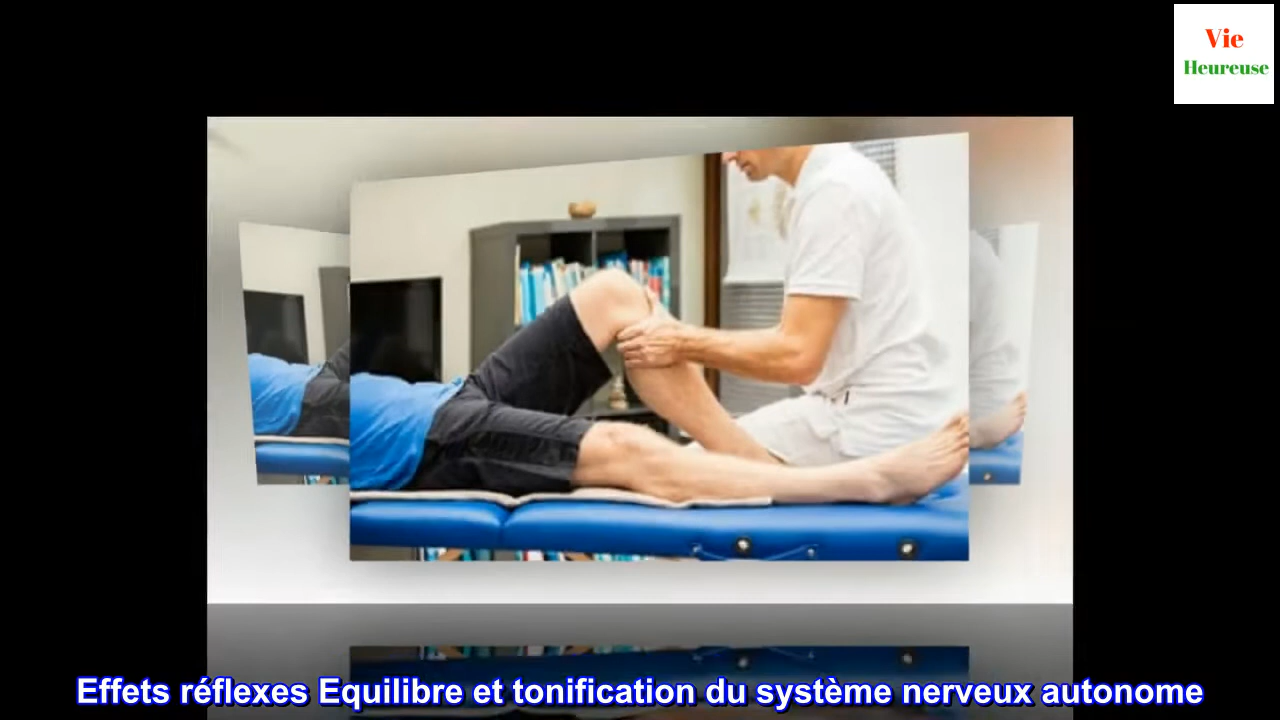 Vie
Heureuse
Effets réflexes Equilibre et tonification du système nerveux autonome